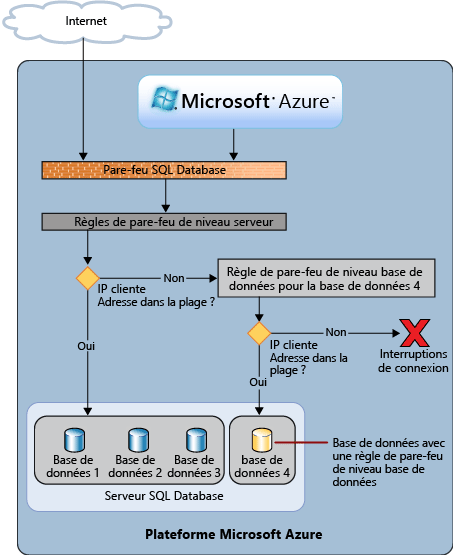 Internet
Microsoft® Azure™
Pare-feu SQL Database
Règles de pare-feu de niveau serveur
Non
Règle de pare-feu de niveau base de
données pour la base de données 4
IP cliente
Adresse dans la plage ?
Oui
Non
IP cliente
Adresse dans la
plage ?
Interruptions
de connexion
Oui
Base de
données 1
Base de
données 2
Base de
données 3
base de
données 4
Base de données avec
une règle de pare-feu
de niveau base de
données
Serveur SQL Database
Plateforme Microsoft Azure